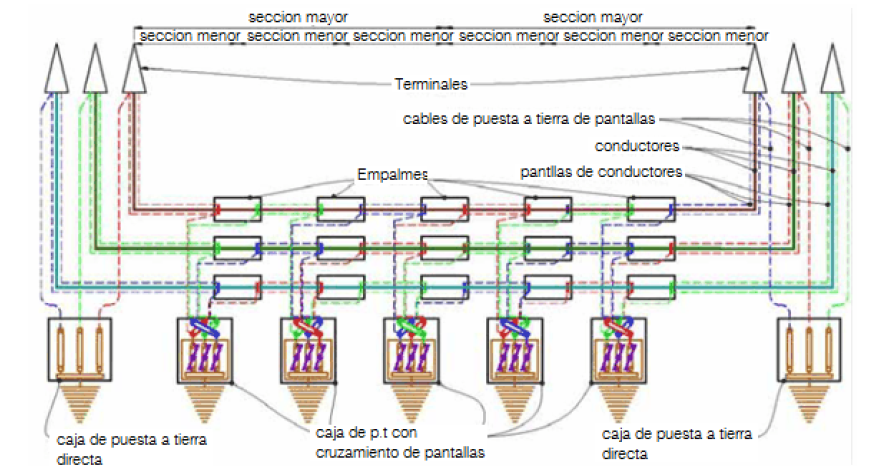 seccion mayor
seccion mayor
seccion menor
seccion menor
seccion menor
seccion menor
seccion menor
seccion menor
Terminales
cables de puesta a tierra de pantallas
conductores
Empalmes
pantllas de conductores
caja de puesta a tierra
directa
caja de p.t con
cruzamiento de pantallas
caja de puesta a tierra
directa